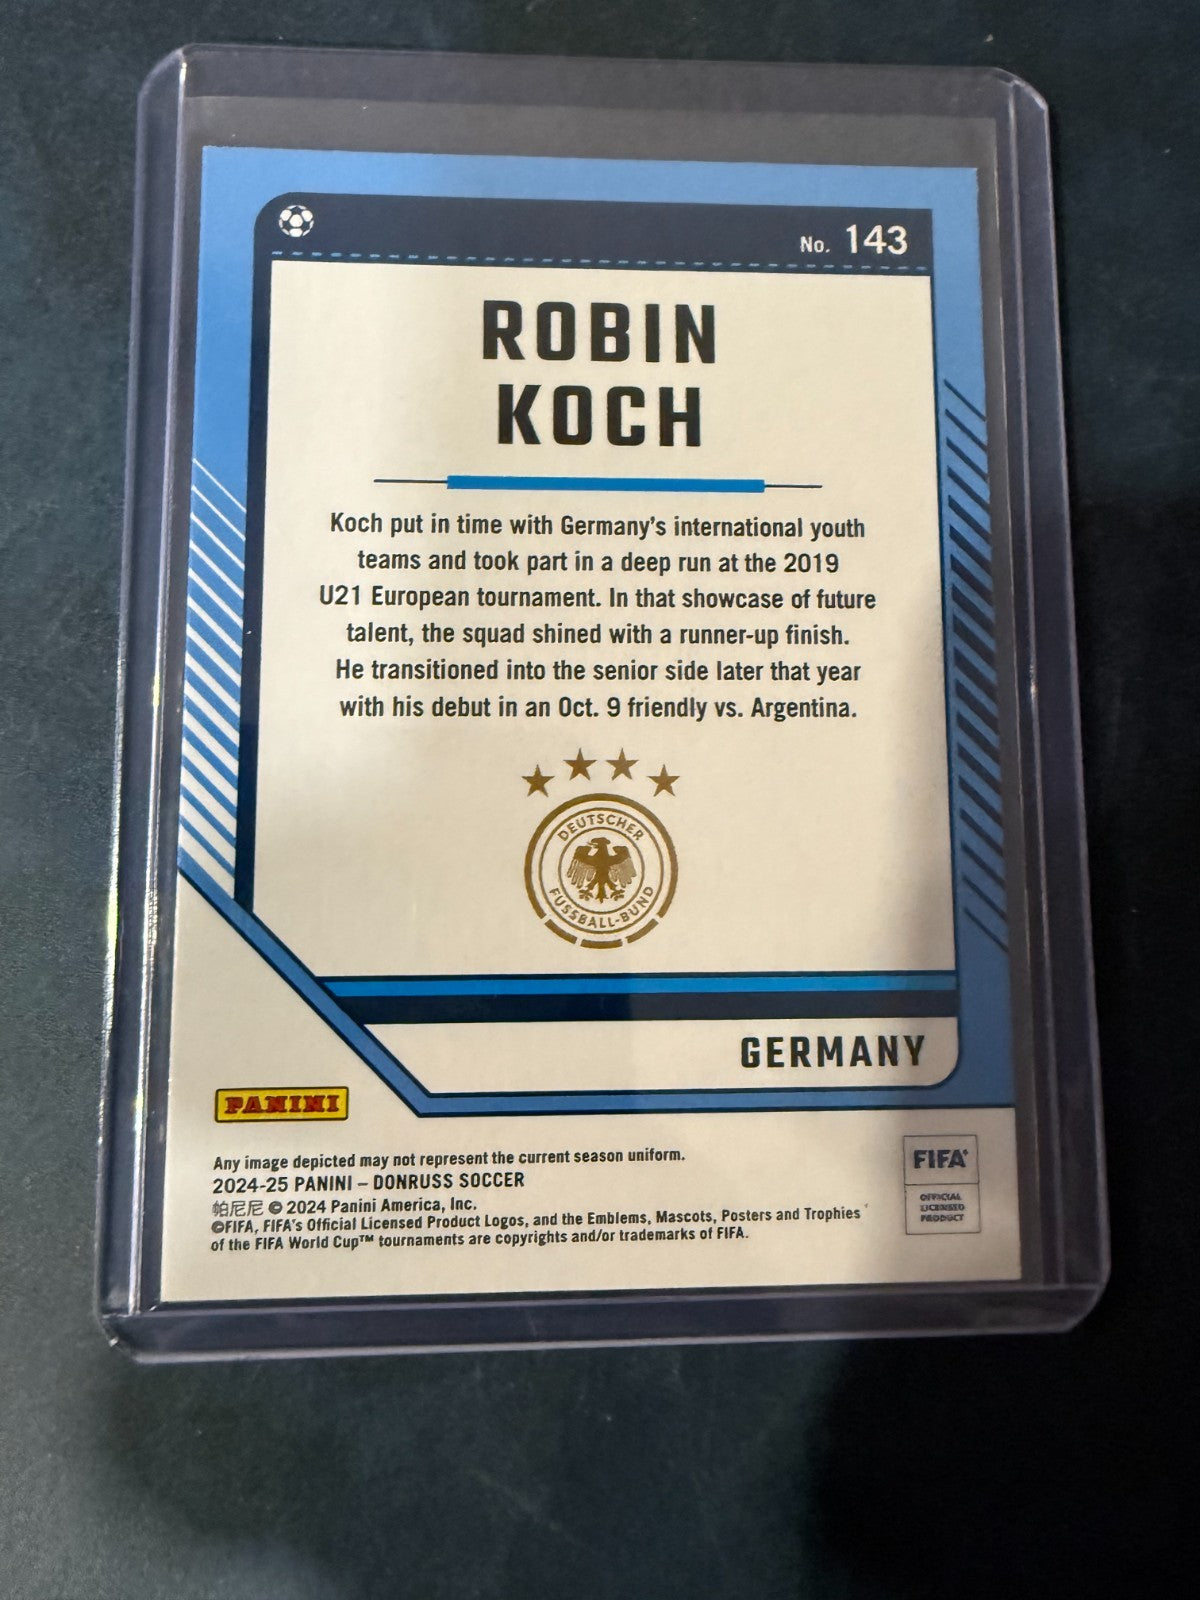 No. 143
ROBIN
KOCH
Koch put in time with Germany's international youth
teams and took part in a deep run at the 2019
U21 European tournament. In that showcase of future
talent, the squad shined with a runner-up finish.
He transitioned into the senior side later that year
with his debut in an Oct. 9 friendly vs. Argentina.
DEUTSCHER
FUSSBALL-BUND
GERMANY
PANINI
Any image depicted may not represent the current season uniform.
2024-25 PANINI – DONRUSS SOCCER
帕尼尼 © 2024 Panini America, Inc.
©FIFA, FIFA's Official Licensed Product Logos, and the Emblems, Mascots, Posters and Trophies
of the FIFA World Cup™ tournaments are copyrights and/or trademarks of FIFA.
FIFA
OFFICIAL
LICENSED
PRODUCT